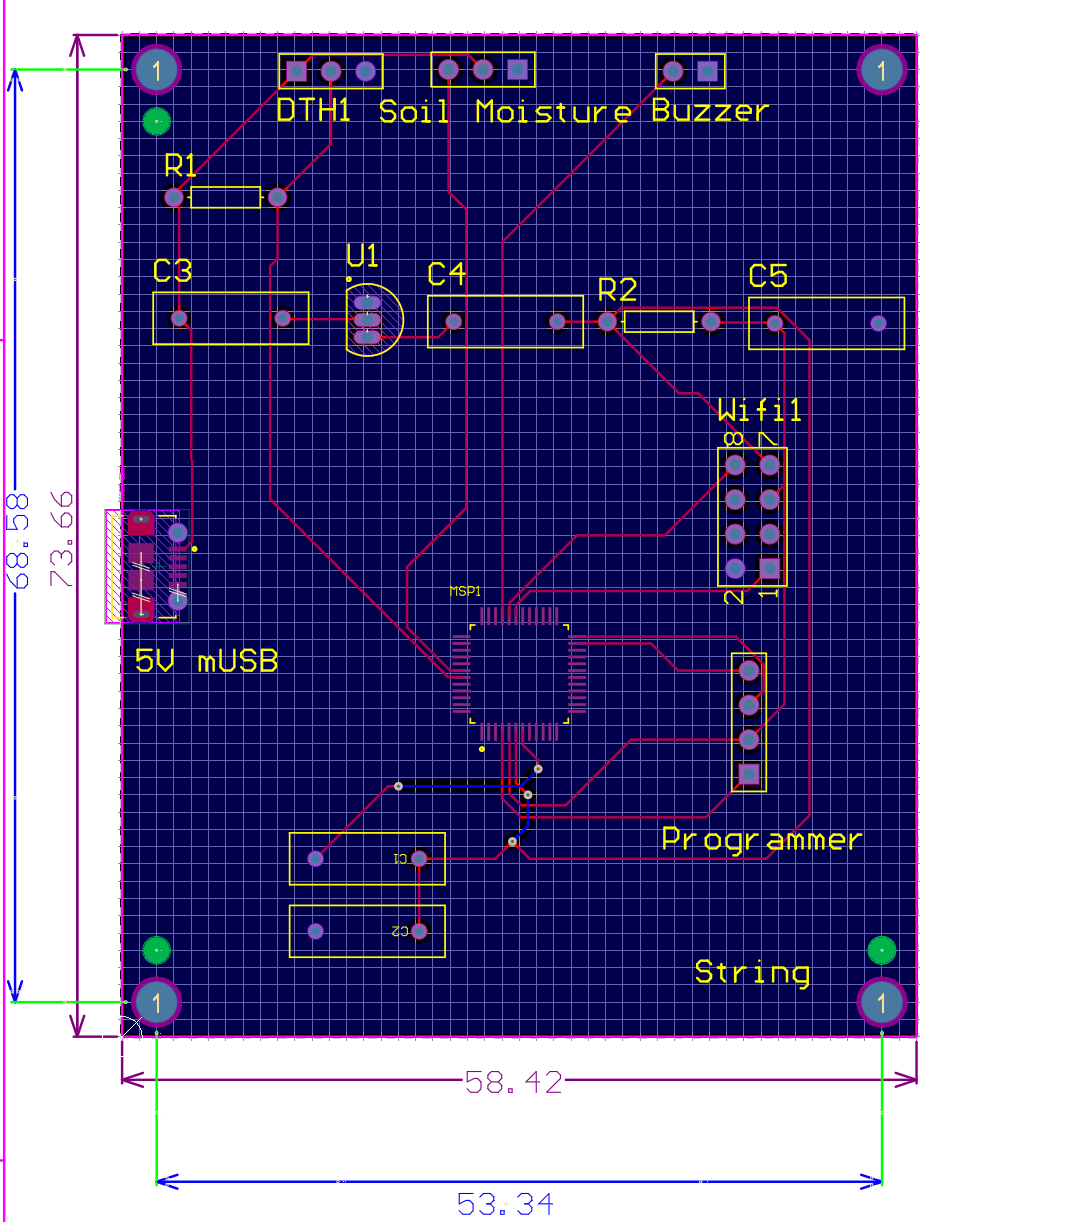 1
1
DTH1 Soil Moisture Buzzer
R1
C3
U1
C4
R2
C5
Wifi1
8 7
2 1
68.58
73.66
MSP1
5V mUSB
Programmer
C1
C2
String
1
1
58.42
53.34